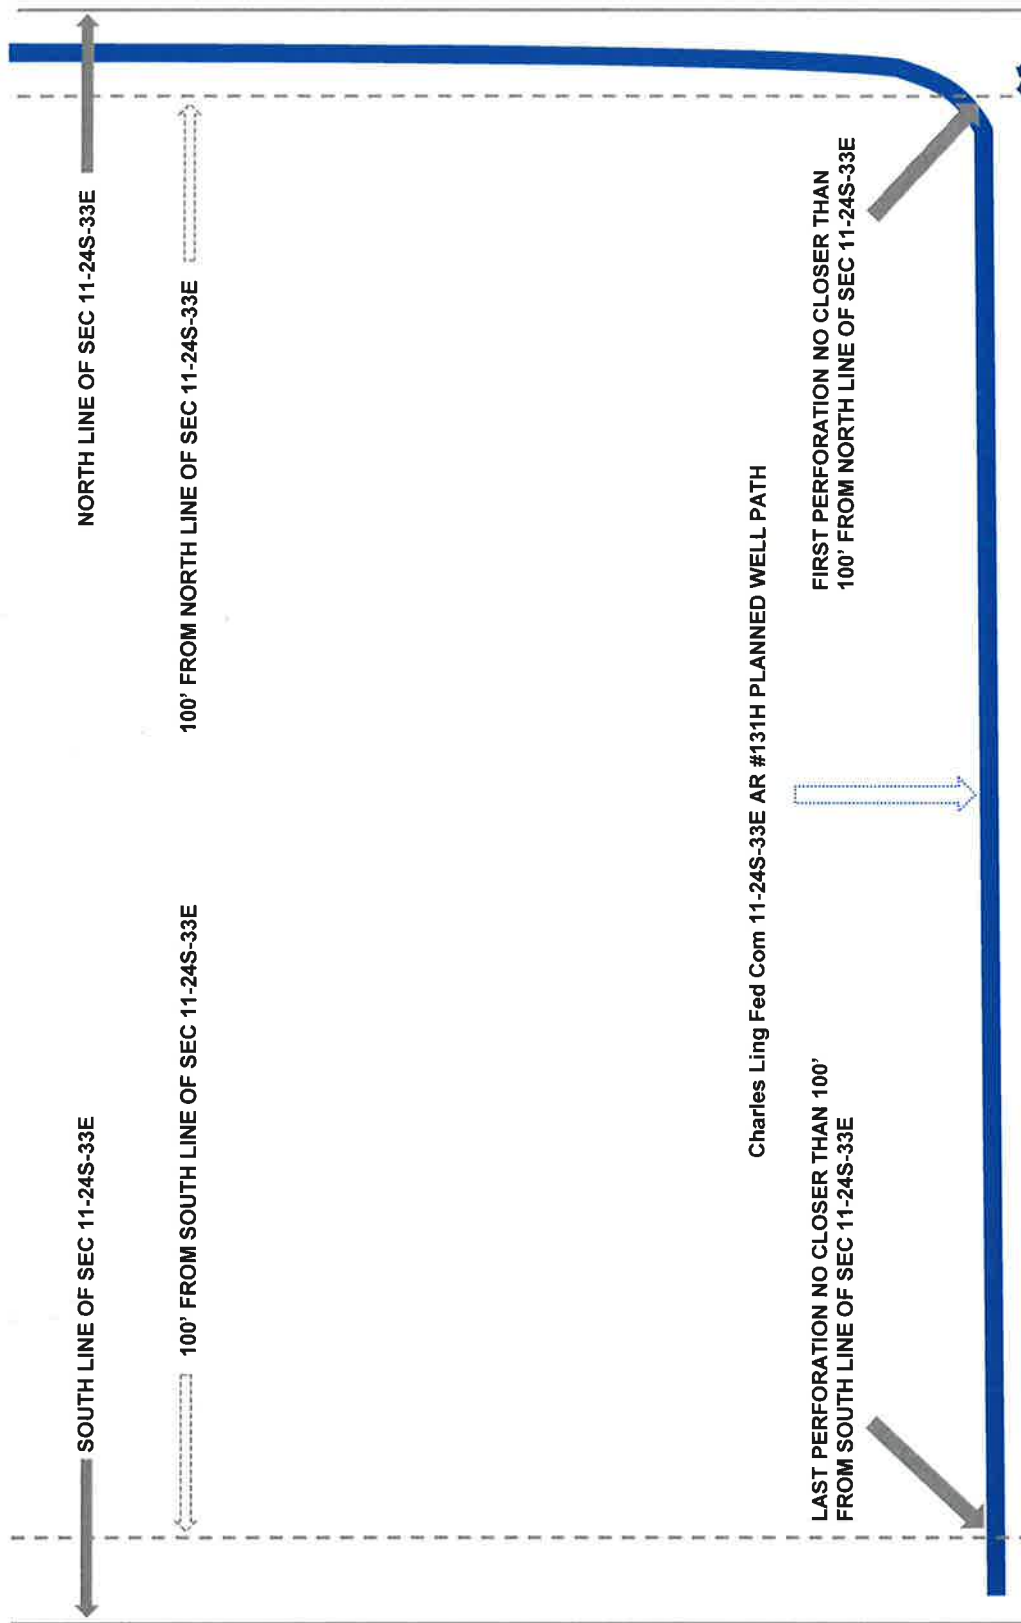 SOUTH LINE OF SEC 11-24S-33E
NORTH LINE OF SEC 11-24S-33E
100' FROM SOUTH LINE OF SEC 11-24S-33E
100' FROM NORTH LINE OF SEC 11-24S-33E
Charles Ling Fed Com 11-24S-33E AR #131H PLANNED WELL PATH
LAST PERFORATION NO CLOSER THAN 100'
FROM SOUTH LINE OF SEC 11-24S-33E
FIRST PERFORATION NO CLOSER THAN
100' FROM NORTH LINE OF SEC 11-24S-33E